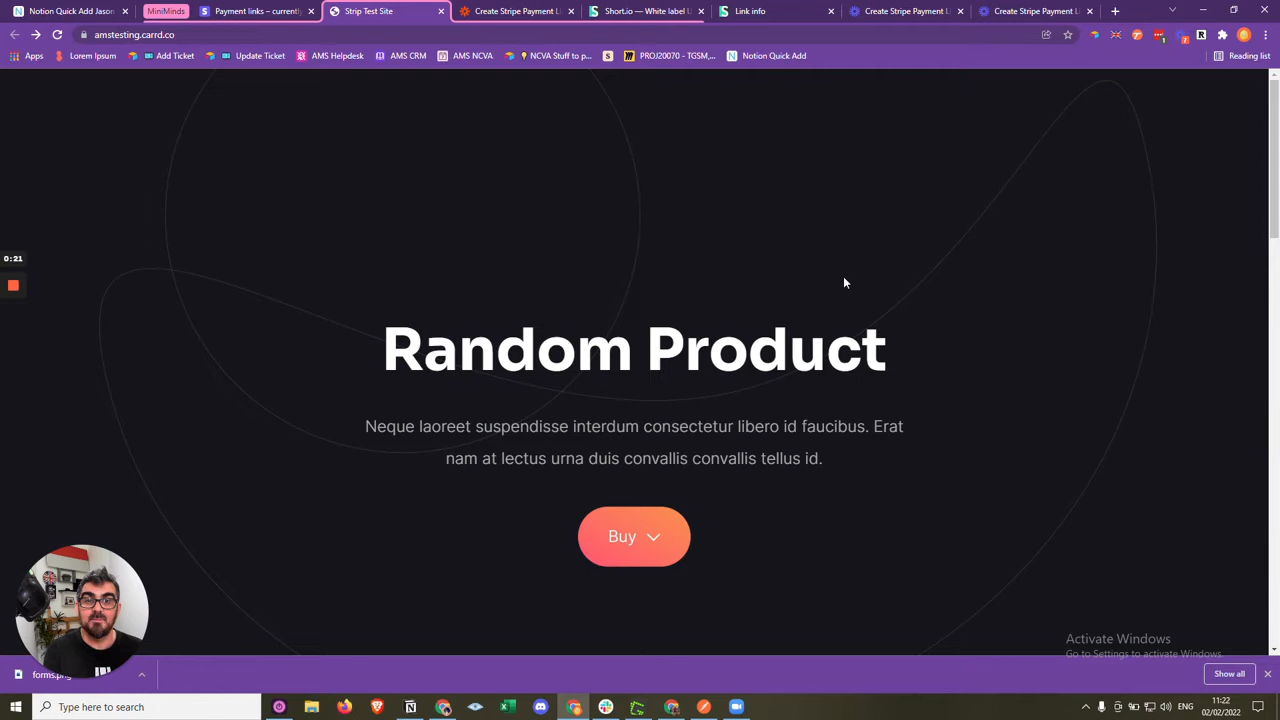 Notion Quick Add Jason
MiniMinds
Payment links – currently
Strip Test Site
Create Stripe Payment Li
Short.io — White label U
Link info
Create Stripe Payment L
Create Stripe Payment L
amstesting.carrd.co
Apps
Lorem Ipsum
Add Ticket
Update Ticket
AMS Helpdesk
AMS CRM
AMS NCVA
NCVA Stuff to p...
PROJ20070 - TGSM,...
Notion Quick Add
Reading list
0:21
Random Product
Neque laoreet suspendisse interdum consectetur libero id faucibus. Erat
nam at lectus urna duis convallis convallis tellus id.
Buy
Activate Windows
Go to Settings to activate Windows.
forms.png
Show all
Type here to search
ENG
11:22
02/02/2022